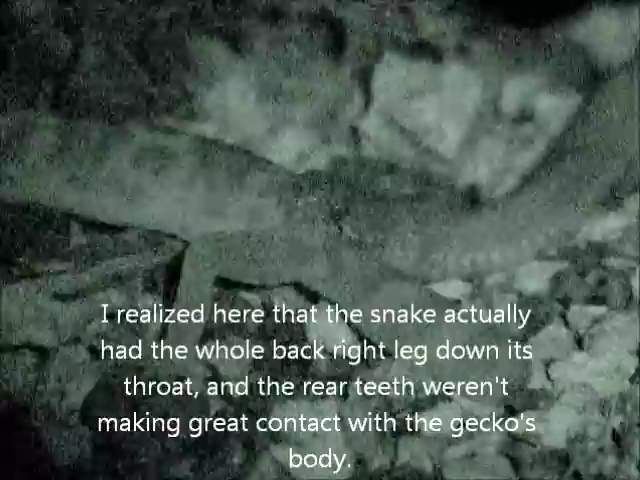 I realized here that the snake actually
had the whole back right leg down its
throat, and the rear teeth weren't
making great contact with the gecko's
body.